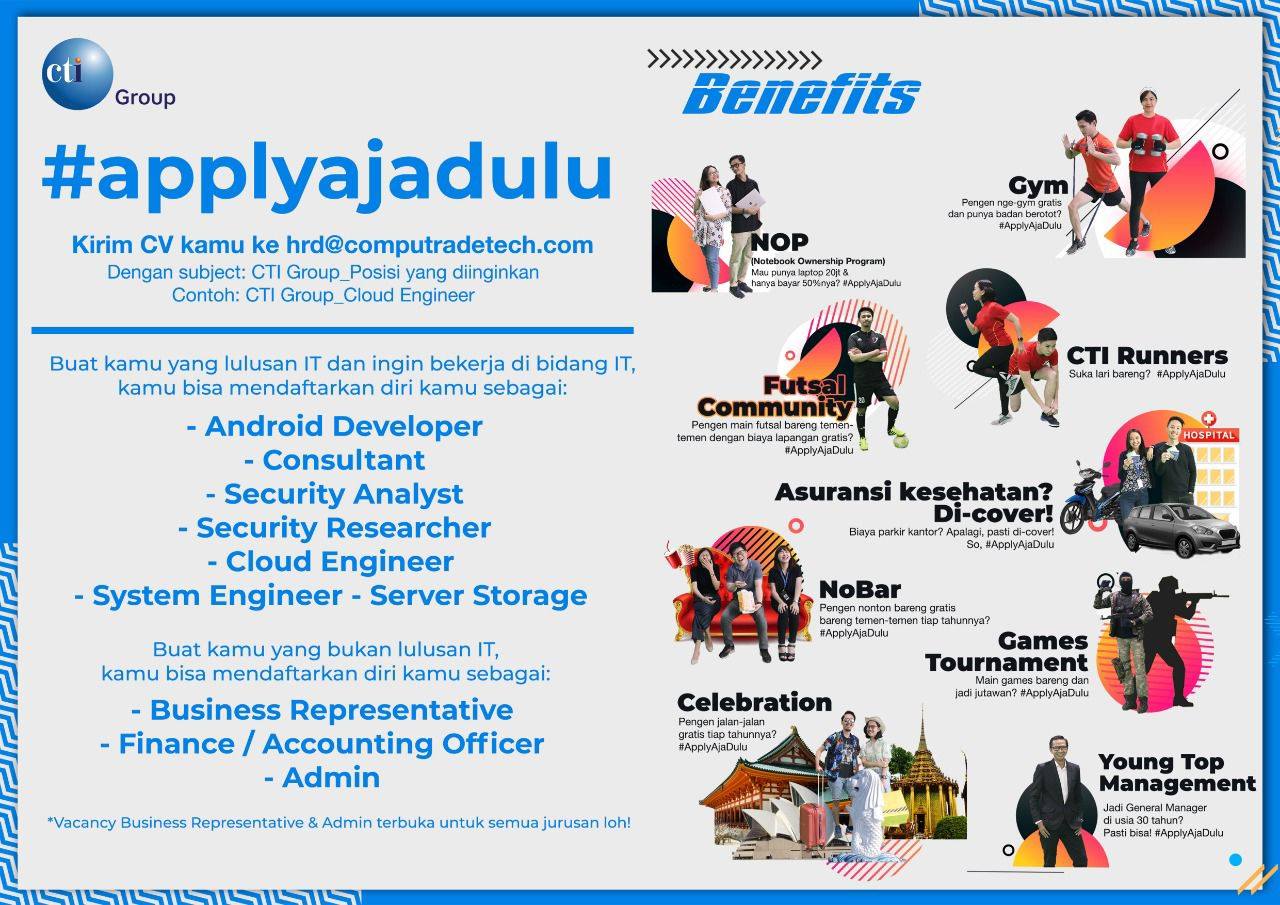 cti
Group
#applyajadulu
Kirim CV kamu ke hrd@computradetech.com
Dengan subject: CTI Group_Posisi yang diinginkan
Contoh: CTI Group_Cloud Engineer
Buat kamu yang lulusan IT dan ingin bekerja di bidang IT,
kamu bisa mendaftarkan diri kamu sebagai:
- Android Developer
- Consultant
- Security Analyst
- Security Researcher
- Cloud Engineer
- System Engineer - Server Storage
Buat kamu yang bukan lulusan IT,
kamu bisa mendaftarkan diri kamu sebagai:
- Business Representative
- Finance / Accounting Officer
- Admin
*Vacancy Business Representative & Admin terbuka untuk semua jurusan loh!
Benefits
Gym
Pengen nge-gym gratis
dan punya badan berotot?
#ApplyAjaDulu
NOP
(Notebook Ownership Program)
Mau punya laptop 20jt &
hanya bayar 50%nya? #ApplyAjaDulu
CTI Runners
Suka lari bareng? #ApplyAjaDulu
Futsal
Community
Pengen main futsal bareng temen-
temen dengan biaya lapangan gratis?
#ApplyAjaDulu
20
HOSPITAL
Asuransi kesehatan?
Di-cover!
Biaya parkir kantor? Apalagi, pasti di-cover!
So, #ApplyAjaDulu
NoBar
Pengen nonton bareng gratis
bareng temen-temen tiap tahunnya?
#ApplyAjaDulu
Games
Tournament
Main games bareng dan
jadi jutawan? #ApplyAjaDulu
Celebration
Pengen jalan-jalan
gratis tiap tahunnya?
#ApplyAjaDulu
Young Top
Management
Jadi General Manager
di usia 30 tahun?
Pasti bisa! #ApplyAjaDulu